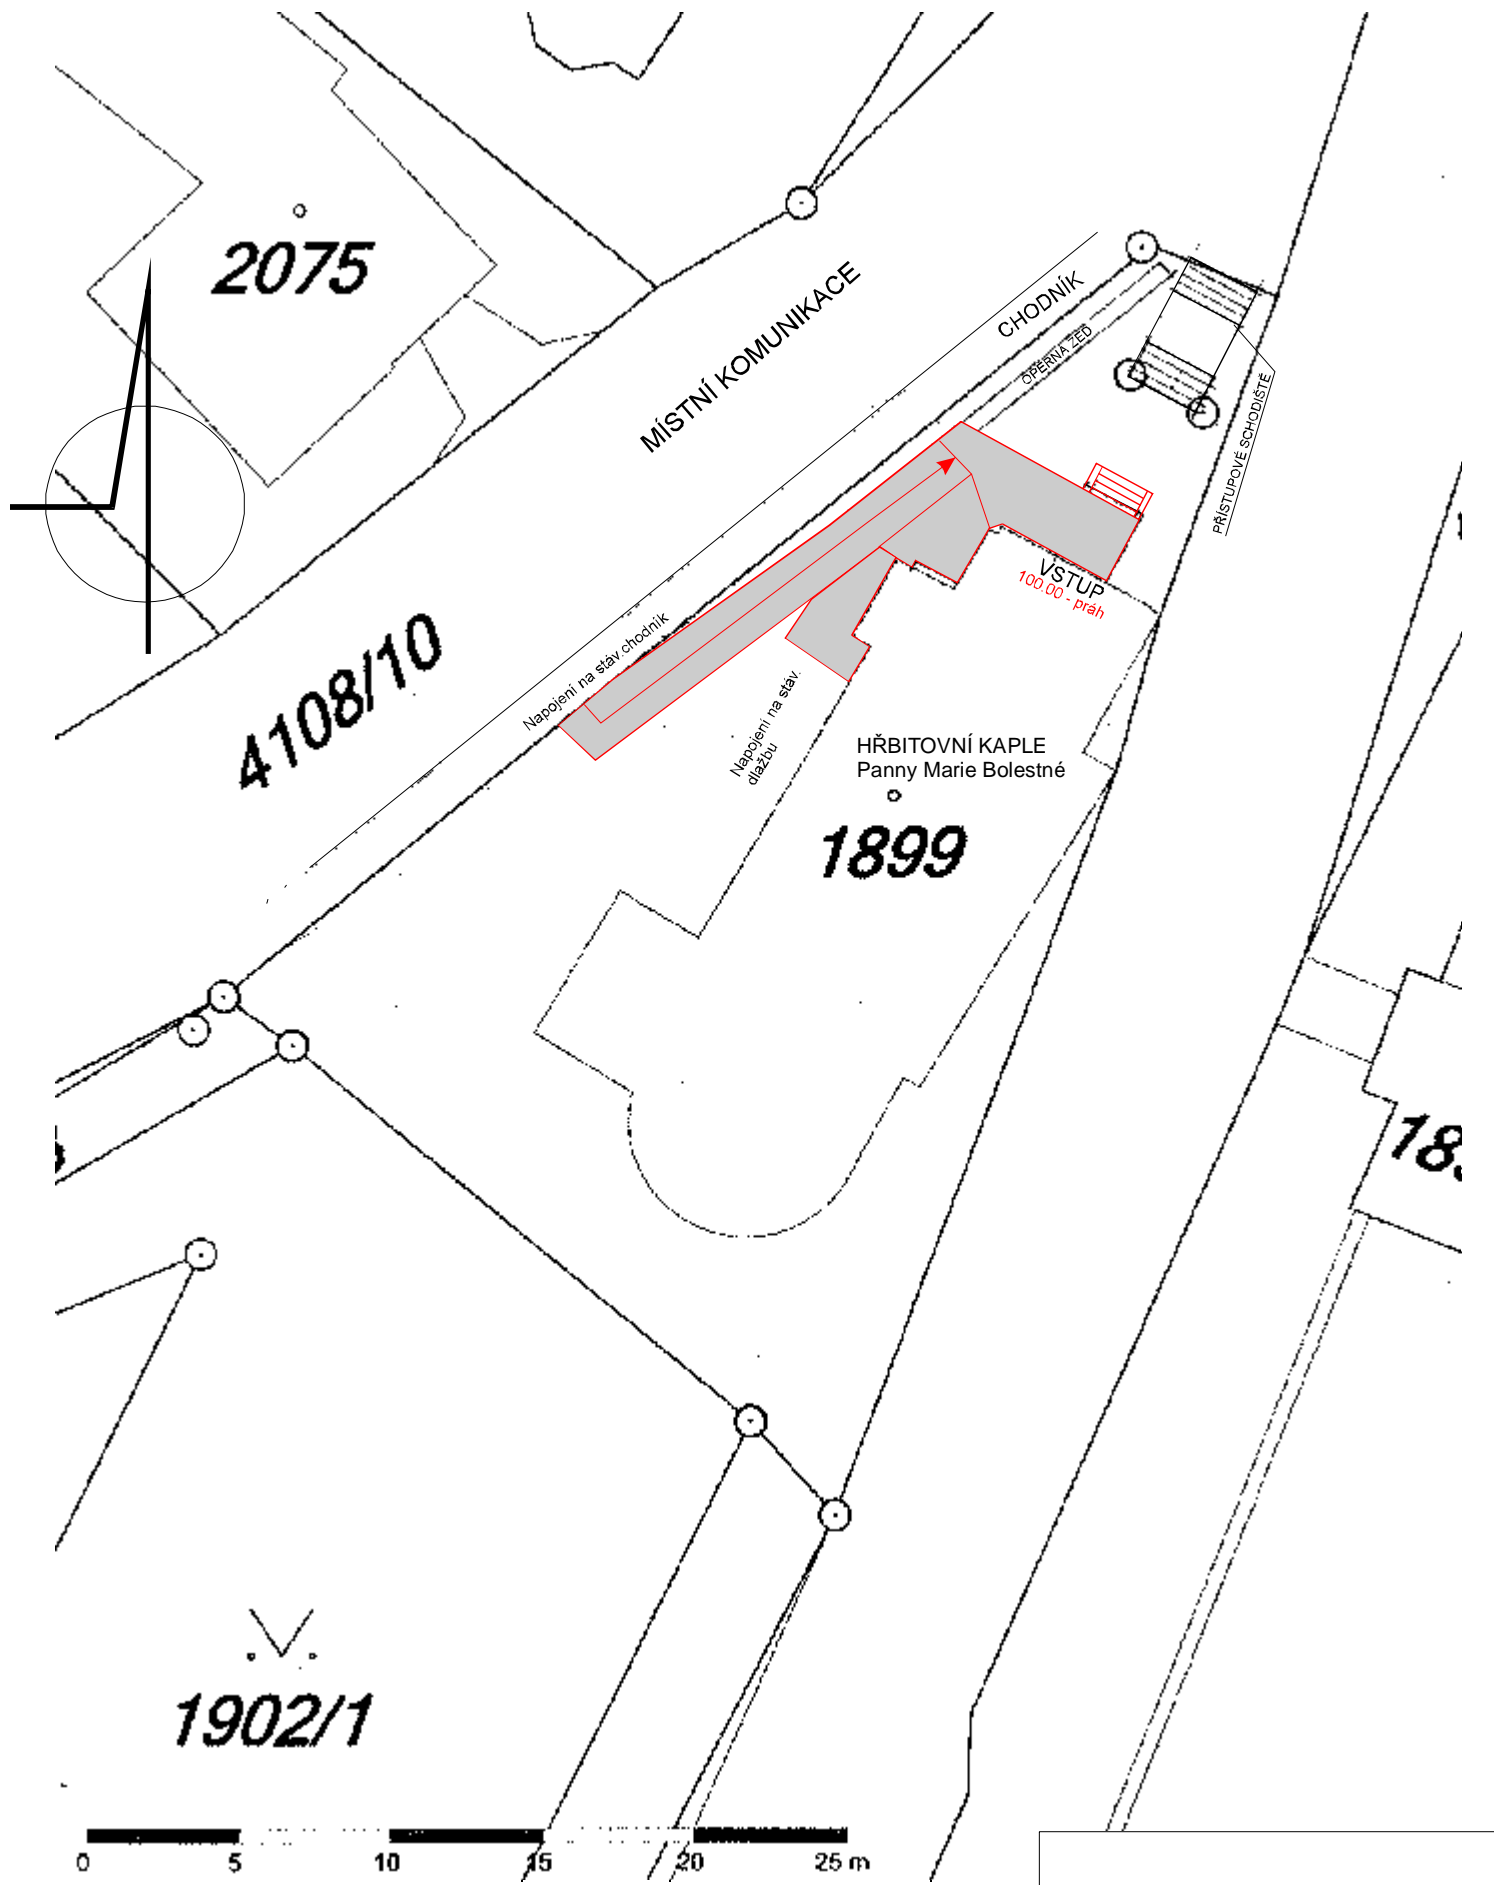 2075
MÍSTNÍ KOMUNIKACE
CHODNÍK
OPĚRNÁ ZEĎ
PŘÍSTUPOVÉ SCHODIŠTĚ
VSTUP
100.00 - práh
4108/10
Napojení na stáv.chodník
Napojení na stáv.
dlažbu
HŘBITOVNÍ KAPLE
Panny Marie Bolestné
1899
1902/1
0 5 10 15 20 25 m